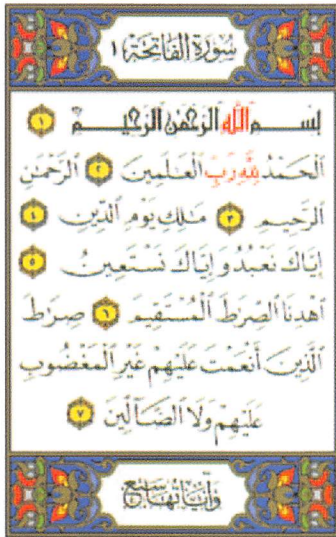 سُورَةُ الفَاتِحَةِ ١
بِسْمِ ٱللَّهِ ٱلرَّحْمَٰنِ ٱلرَّحِيمِ ١
ٱلْحَمْدُ لِلَّهِ رَبِّ ٱلْعَٰلَمِينَ ٢ ٱلرَّحْمَٰنِ
ٱلرَّحِيمِ ٣ مَٰلِكِ يَوْمِ ٱلدِّينِ ٤
إِيَّاكَ نَعْبُدُ وَإِيَّاكَ نَسْتَعِينُ ٥
ٱهْدِنَا ٱلصِّرَٰطَ ٱلْمُسْتَقِيمَ ٦ صِرَٰطَ
ٱلَّذِينَ أَنْعَمْتَ عَلَيْهِمْ غَيْرِ ٱلْمَغْضُوبِ
عَلَيْهِمْ وَلَا ٱلضَّآلِّينَ ٧
وَآيَاتُهَا سَبْعٌ